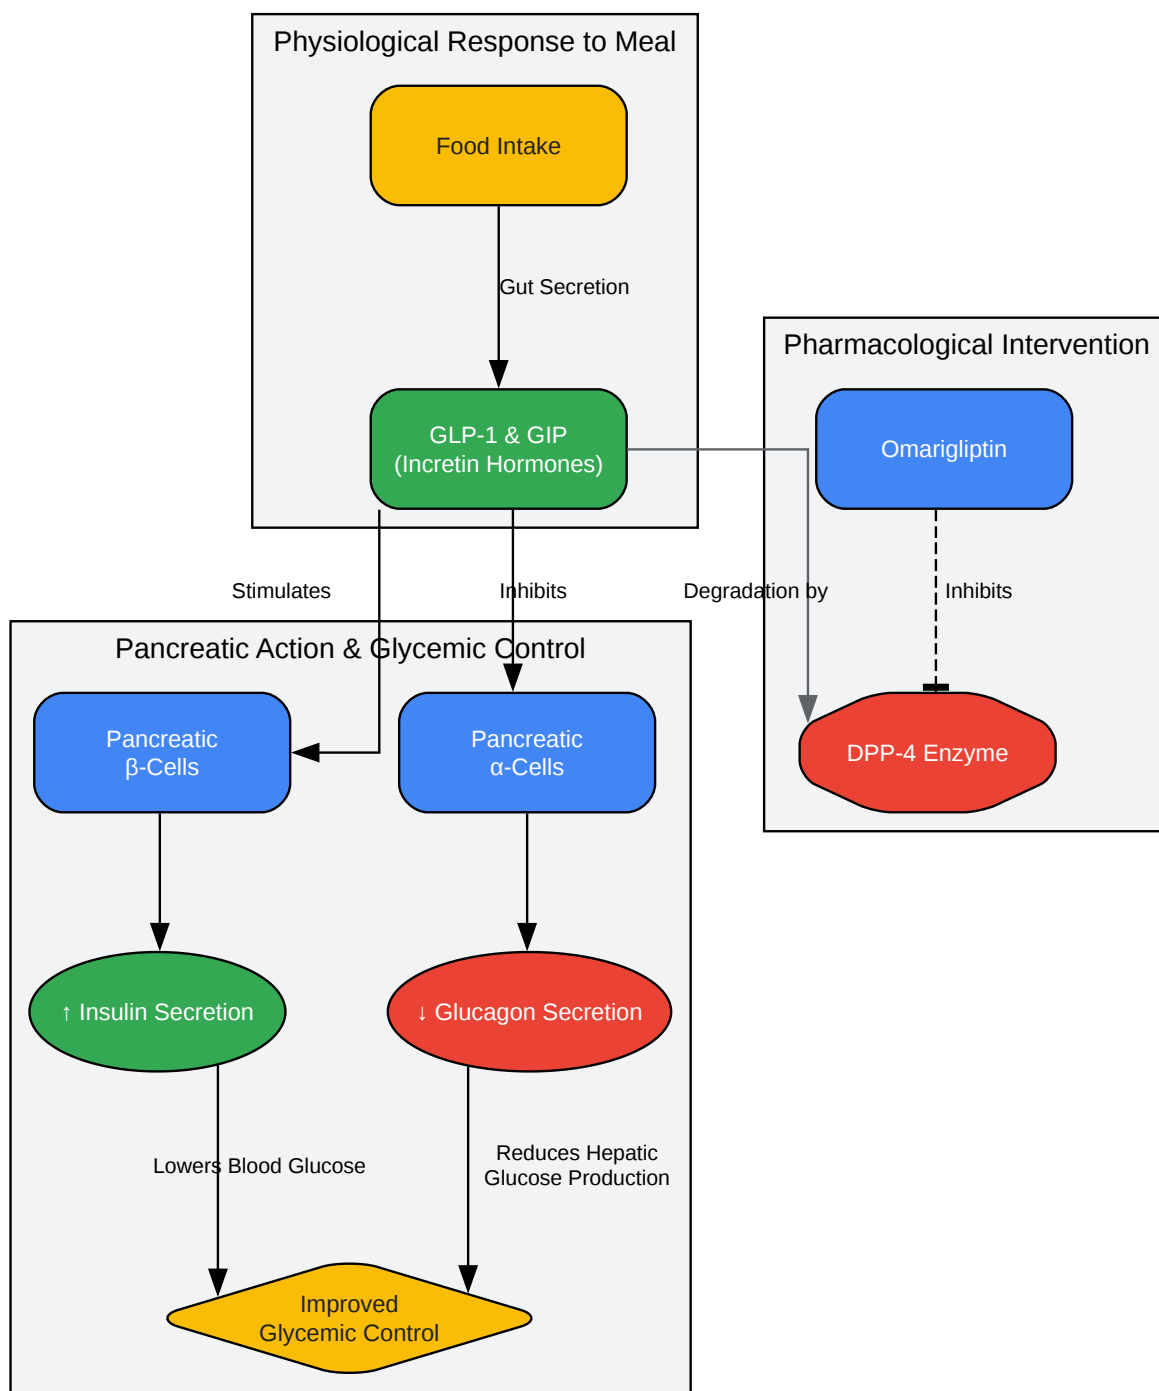 Physiological Response to Meal
Food Intake
Gut Secretion
Pharmacological Intervention
GLP-1 & GIP
(Incretin Hormones)
Omarigliptin
Stimulates
Inhibits
Degradation by
Inhibits
Pancreatic Action & Glycemic Control
Pancreatic
β-Cells
Pancreatic
α-Cells
DPP-4 Enzyme
↑ Insulin Secretion
↓ Glucagon Secretion
Lowers Blood Glucose
Reduces Hepatic
Glucose Production
Improved
Glycemic Control